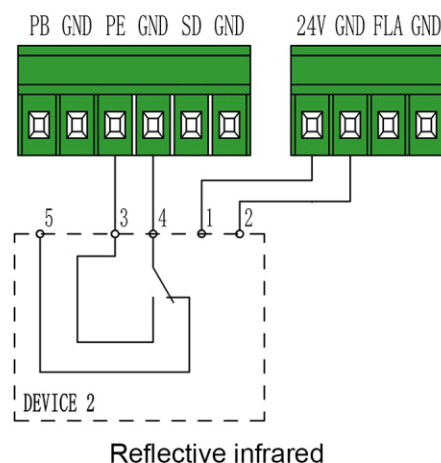 PB GND PE GND SD GND 24V GND FLA GND
5 3 4 1 2
DEVICE 2
Reflective infrared